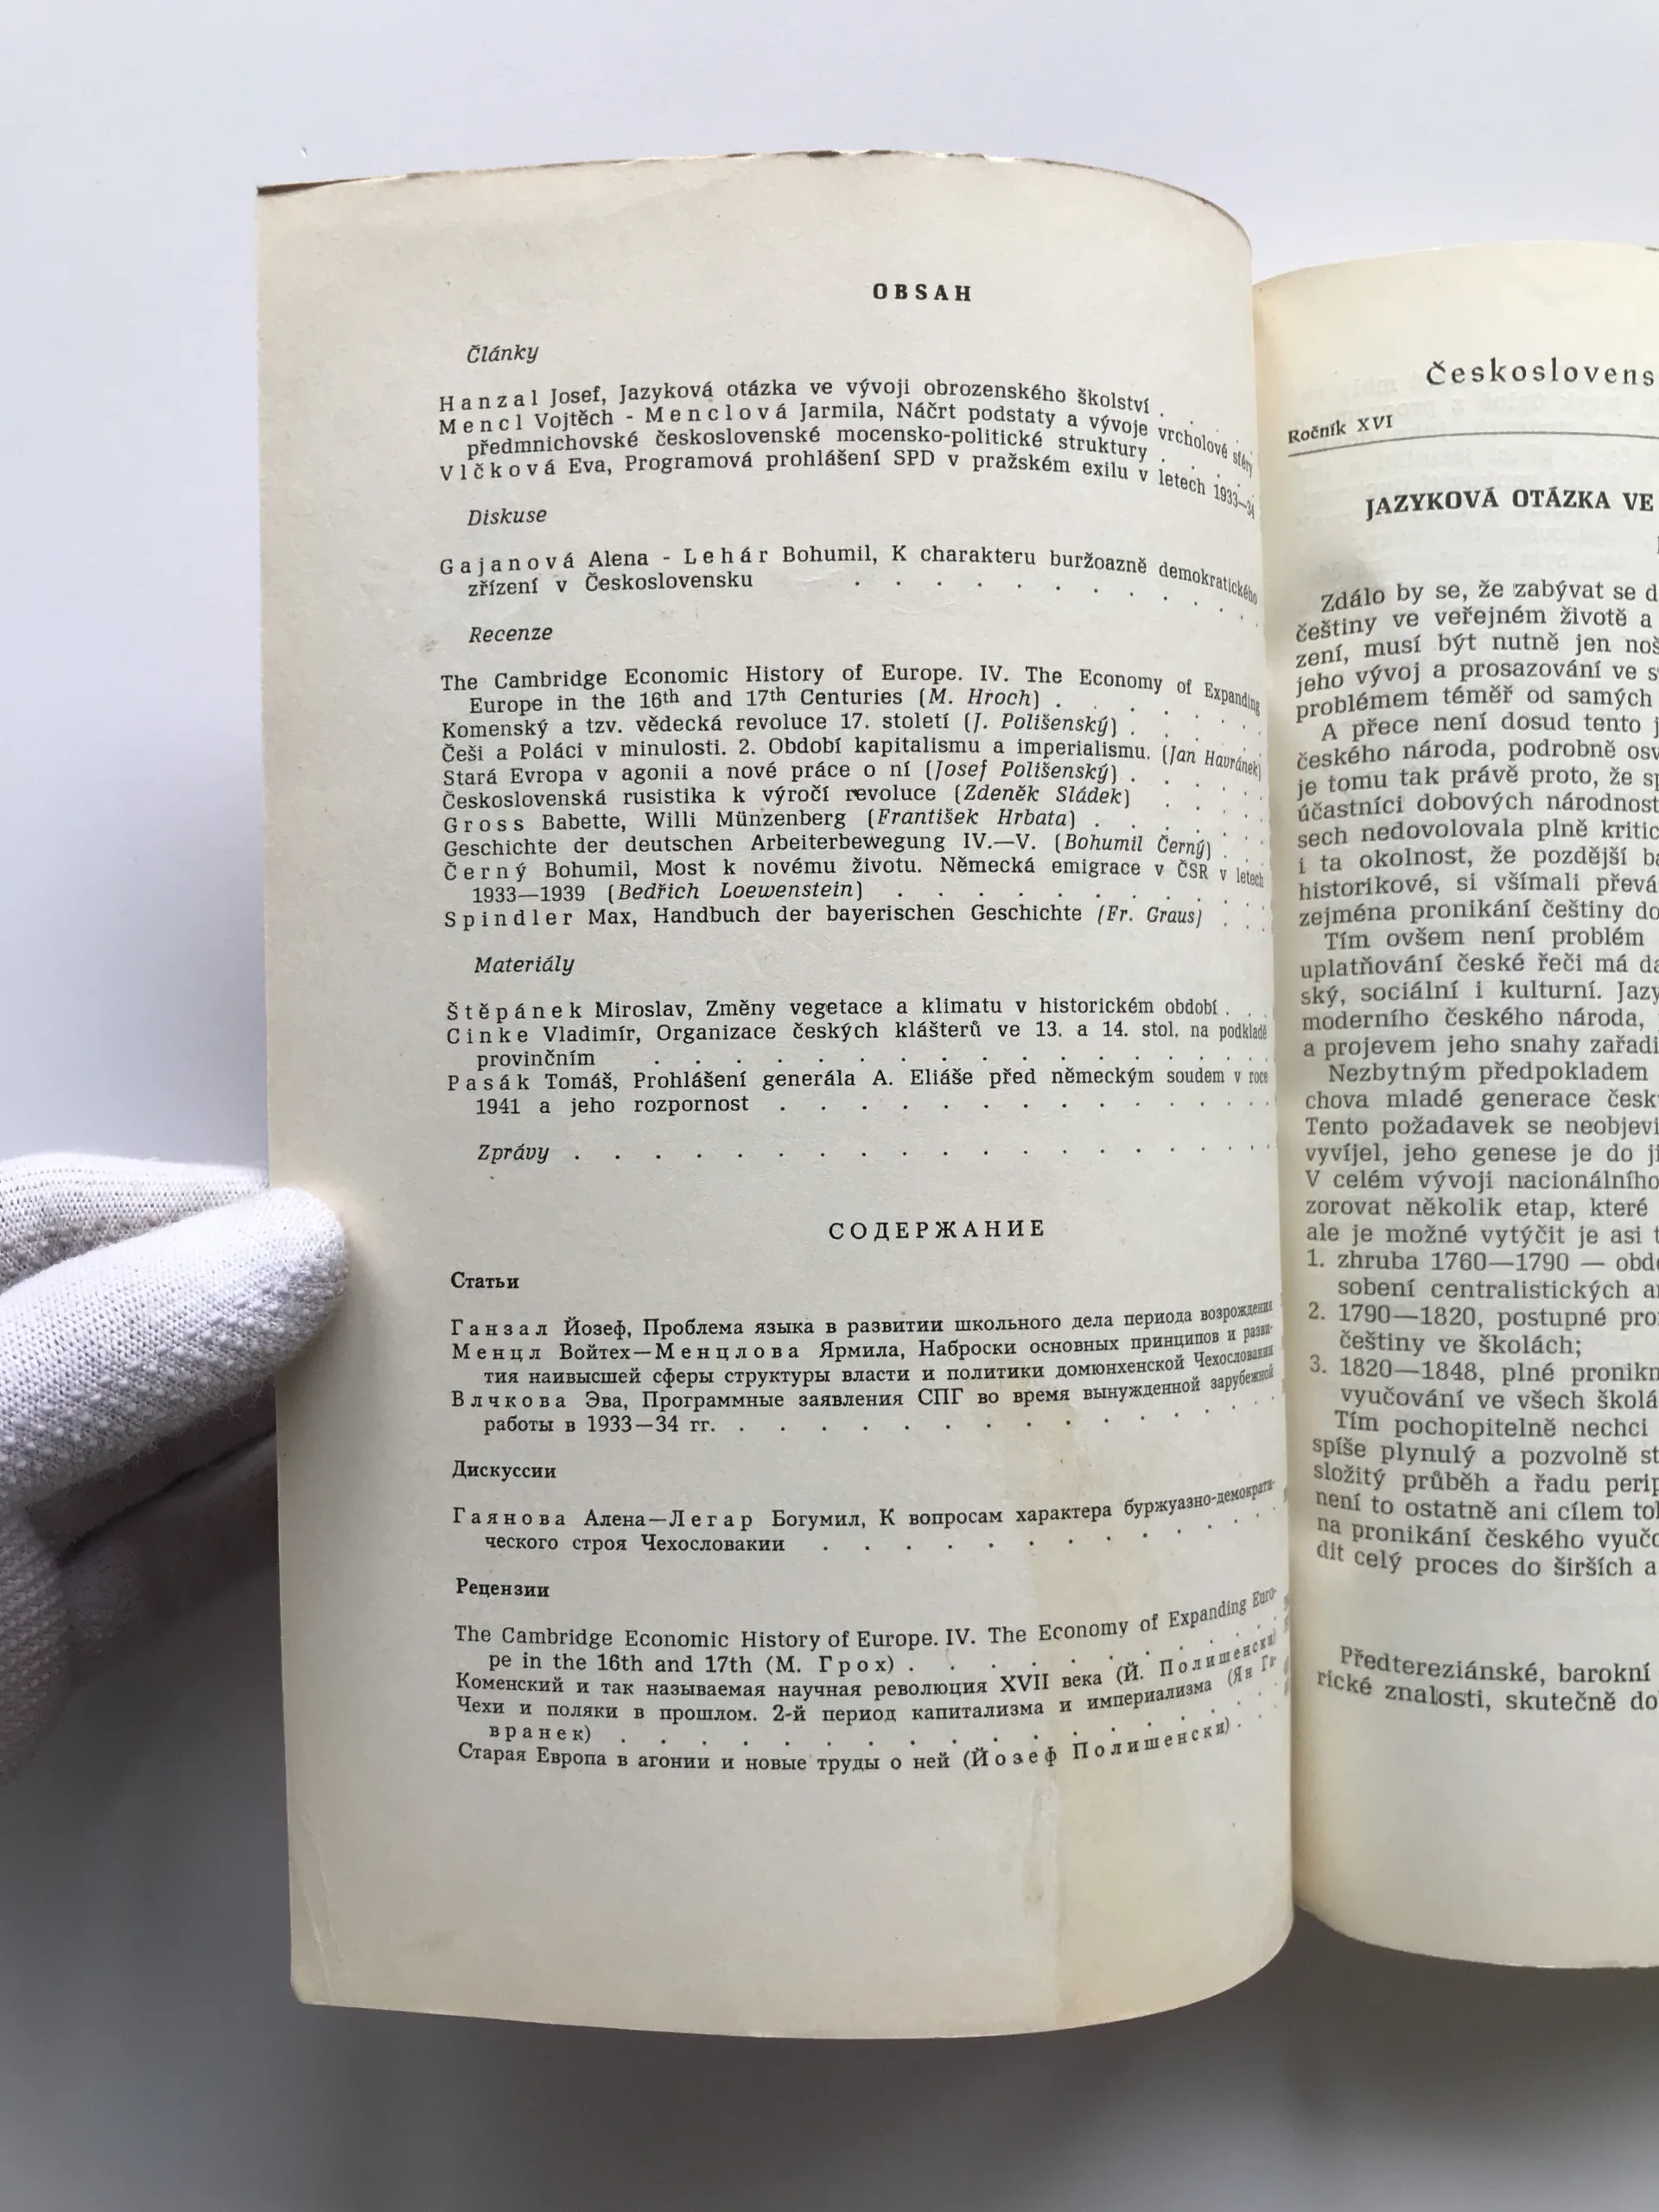 OBSAH
Články
Hanzal Josef, Jazyková otázka ve vývoji obrozenského školství .
Mencl Vojtěch - Menclová Jarmila, Náčrt podstaty a vývoje vrcholové sféry
předmnichovské československé mocensko-politické struktury . . .
Vlčková Eva, Programová prohlášení SPD v pražském exilu v letech 1933—34
Diskuse
Gajanová Alena - Lehár Bohumil, K charakteru buržoazně demokratického
zřízení v Československu . . . . . . . . . .
Recenze
The Cambridge Economic History of Europe. IV. The Economy of Expanding
Europe in the 16th and 17th Centuries (M. Hroch) . . . . .
Komenský a tzv. vědecká revoluce 17. století (J. Polišenský) . . . .
Češi a Poláci v minulosti. 2. Období kapitalismu a imperialismu. (Jan Havránek)
Stará Evropa v agonii a nové práce o ní (Josef Polišenský) . . . .
Československá rusistika k výročí revoluce (Zdeněk Sládek) . . . .
Gross Babette, Willi Münzenberg (František Hrbata) . . . . .
Geschichte der deutschen Arbeiterbewegung IV.—V. (Bohumil Černý) . .
Černý Bohumil, Most k novému životu. Německá emigrace v ČSR v letech
1933—1939 (Bedřich Loewenstein) . . . . . . . . .
Spindler Max, Handbuch der bayerischen Geschichte (Fr. Graus) . . .
Materiály
Štěpánek Miroslav, Změny vegetace a klimatu v historickém období . . .
Cinke Vladimír, Organizace českých klášterů ve 13. a 14. stol. na podkladě
provinčním . . . . . . . . . . . . . . .
Pasák Tomáš, Prohlášení generála A. Eliáše před německým soudem v roce
1941 a jeho rozpornost . . . . . . . . . . . . .
Zprávy . . . . . . . . . . . . . . . . . .
СОДЕРЖАНИЕ
Статьи
Ганзал Йозеф, Проблема языка в развитии школьного дела периода возрождения
Менцл Войтех—Менцлова Ярмила, Наброски основных принципов и разви-
тия наивысшей сферы структуры власти и политики домюнхенской Чехословакии
Влчкова Эва, Программные заявления СПГ во время вынужденной зарубежной
работы в 1933—34 гг. . . . . . . . . . . . . .
Дискуссии
Гаянова Алена—Легар Богумил, К вопросам характера буржуазно-демократи-
ческого строя Чехословакии . . . . . . . . . . .
Рецензии
The Cambridge Economic History of Europe. IV. The Economy of Expanding Euro-
pe in the 16th and 17th (М. Грох) . . . . . . . . .
Коменский и так называемая научная революция XVII века (Й. Полишенски)
Чехи и поляки в прошлом. 2-й период капитализма и империализма (Ян Га-
вранек) . . . . . . . . . . . . . .
Старая Европа в агонии и новые труды о ней (Йозеф Полишенски) . .
Českosloven
Ročník XVI
JAZYKOVÁ OTÁZKA VE
Zdálo by se, že zabývat se
češtiny ve veřejném životě a
zení, musí být nutně jen
jeho vývoj a prosazování ve
problémem téměř od samých
A přece není dosud tento
českého národa, podrobně
je tomu tak právě proto, že
účastníci dobových
sech nedovolovala plně
i ta okolnost, že pozdější
historikové, si všímali
zejména pronikání češtiny
Tím ovšem není problém
uplatňování české řeči má
ský, sociální i kulturní.
moderního českého národa,
a projevem jeho snahy
Nezbytným předpokladem
chova mladé generace
Tento požadavek se
vyvíjel, jeho genese je do
V celém vývoji nacionálního
zorovat několik etap, které
ale je možné vytýčit je asi
1. zhruba 1760—1790 —
sobení centralistických
2. 1790—1820, postupné
češtiny ve školách;
3. 1820—1848, plné
vyučování ve všech
Tím pochopitelně nechci
spíše plynulý a pozvolně
složitý průběh a řadu
není to ostatně ani cílem
na pronikání českého
dit celý proces do širších a
Předtereziánské, barokní
rické znalosti, skutečně